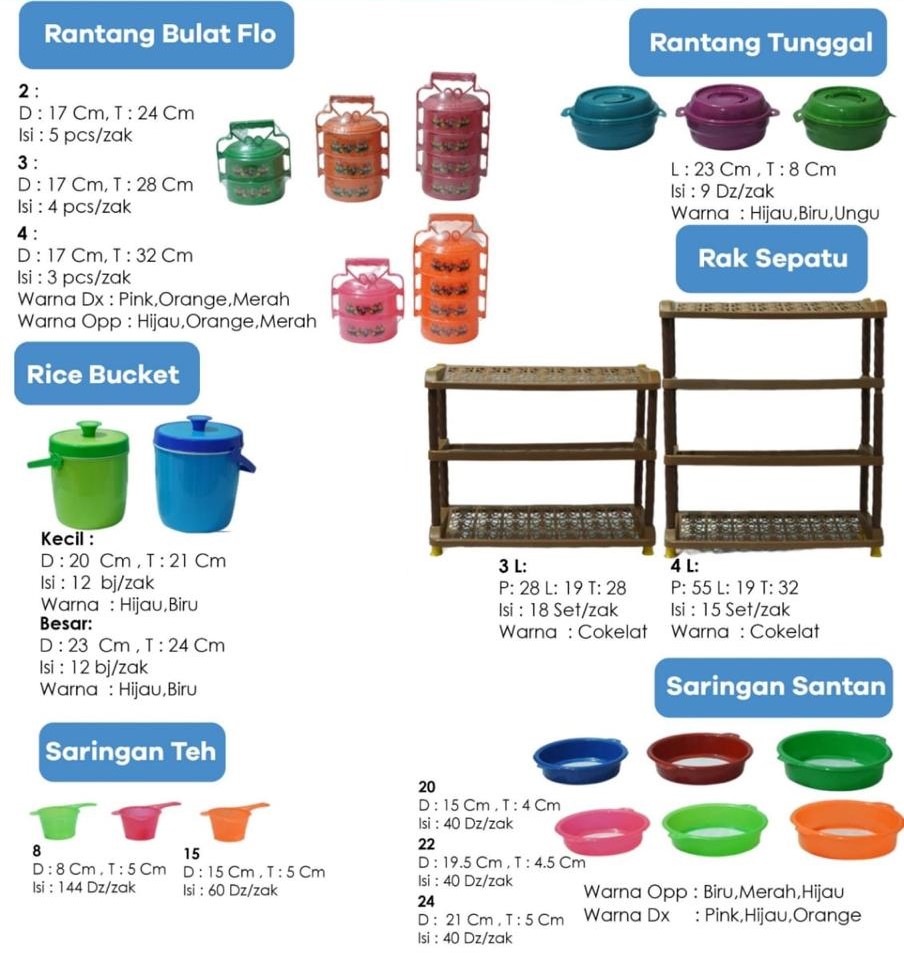 Rantang Bulat Flo
2 :
D : 17 Cm, T : 24 Cm
Isi : 5 pcs/zak
3 :
D : 17 Cm, T : 28 Cm
Isi : 4 pcs/zak
4 :
D : 17 Cm, T : 32 Cm
Isi : 3 pcs/zak
Warna Dx : Pink,Orange,Merah
Warna Opp : Hijau,Orange,Merah
Rantang Tunggal
L : 23 Cm , T : 8 Cm
Isi : 9 Dz/zak
Warna : Hijau,Biru,Ungu
Rak Sepatu
3 L:
P: 28 L: 19 T: 28
Isi : 18 Set/zak
Warna : Cokelat
4 L:
P: 55 L: 19 T: 32
Isi : 15 Set/zak
Warna : Cokelat
Rice Bucket
Kecil :
D : 20 Cm , T : 21 Cm
Isi : 12 bj/zak
Warna : Hijau,Biru
Besar:
D : 23 Cm , T : 24 Cm
Isi : 12 bj/zak
Warna : Hijau,Biru
Saringan Teh
8
D : 8 Cm , T : 5 Cm
Isi : 144 Dz/zak
15
D : 15 Cm , T : 5 Cm
Isi : 60 Dz/zak
Saringan Santan
20
D : 15 Cm , T : 4 Cm
Isi : 40 Dz/zak
22
D : 19.5 Cm , T : 4.5 Cm
Isi : 40 Dz/zak
24
D : 21 Cm , T : 5 Cm
Isi : 40 Dz/zak
Warna Opp : Biru,Merah,Hijau
Warna Dx : Pink,Hijau,Orange